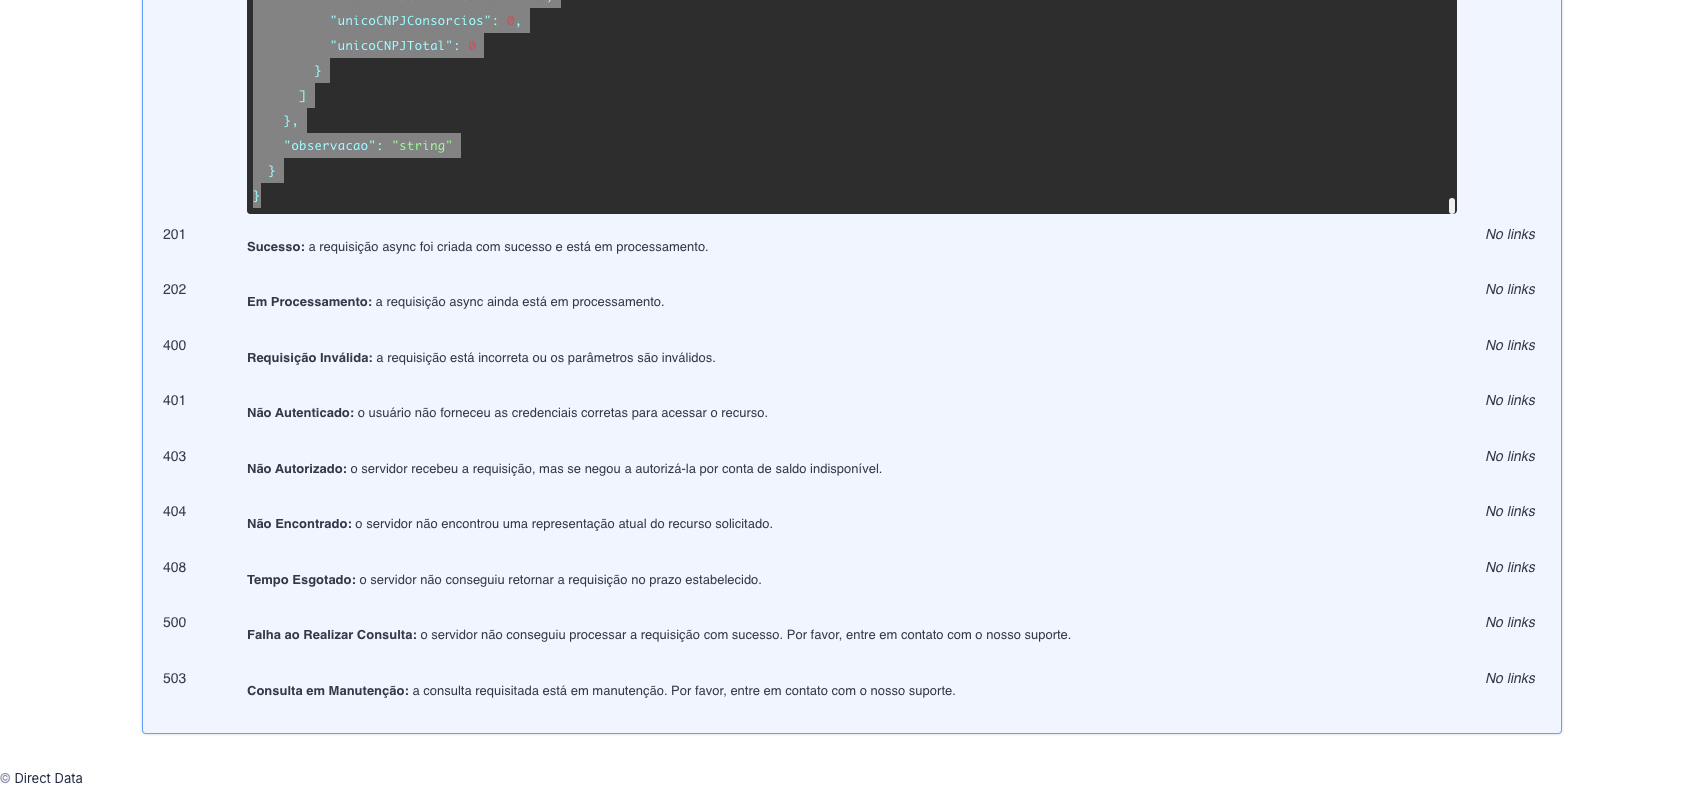 "unicoCNPJConsorcios": 0,
"unicoCNPJTotal": 0
}
]
},
"observacao": "string"
}
}
201 Sucesso: a requisição async foi criada com sucesso e está em processamento. No links
202 Em Processamento: a requisição async ainda está em processamento. No links
400 Requisição Inválida: a requisição está incorreta ou os parâmetros são inválidos. No links
401 Não Autenticado: o usuário não forneceu as credenciais corretas para acessar o recurso. No links
403 Não Autorizado: o servidor recebeu a requisição, mas se negou a autorizá-la por conta de saldo indisponível. No links
404 Não Encontrado: o servidor não encontrou uma representação atual do recurso solicitado. No links
408 Tempo Esgotado: o servidor não conseguiu retornar a requisição no prazo estabelecido. No links
500 Falha ao Realizar Consulta: o servidor não conseguiu processar a requisição com sucesso. Por favor, entre em contato com o nosso suporte. No links
503 Consulta em Manutenção: a consulta requisitada está em manutenção. Por favor, entre em contato com o nosso suporte. No links
© Direct Data